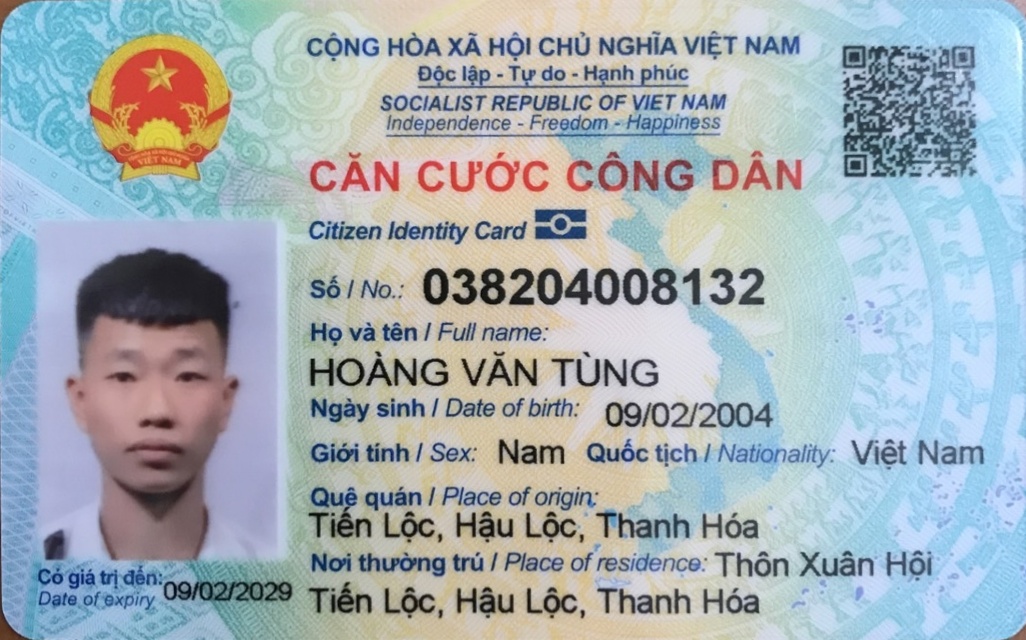 CỘNG HÒA XÃ HỘI CHỦ NGHĨA VIỆT NAM
Độc lập - Tự do - Hạnh phúc
SOCIALIST REPUBLIC OF VIET NAM
Independence - Freedom - Happiness
VIỆT NAM
CĂN CƯỚC CÔNG DÂN
Citizen Identity Card
Số / No.: 038204008132
Họ và tên / Full name:
HOÀNG VĂN TÙNG
Ngày sinh / Date of birth: 09/02/2004
Giới tính / Sex: Nam Quốc tịch / Nationality: Việt Nam
Quê quán / Place of origin:
Tiến Lộc, Hậu Lộc, Thanh Hóa
Nơi thường trú / Place of residence: Thôn Xuân Hội
Tiến Lộc, Hậu Lộc, Thanh Hóa
Có giá trị đến: 09/02/2029
Date of expiry